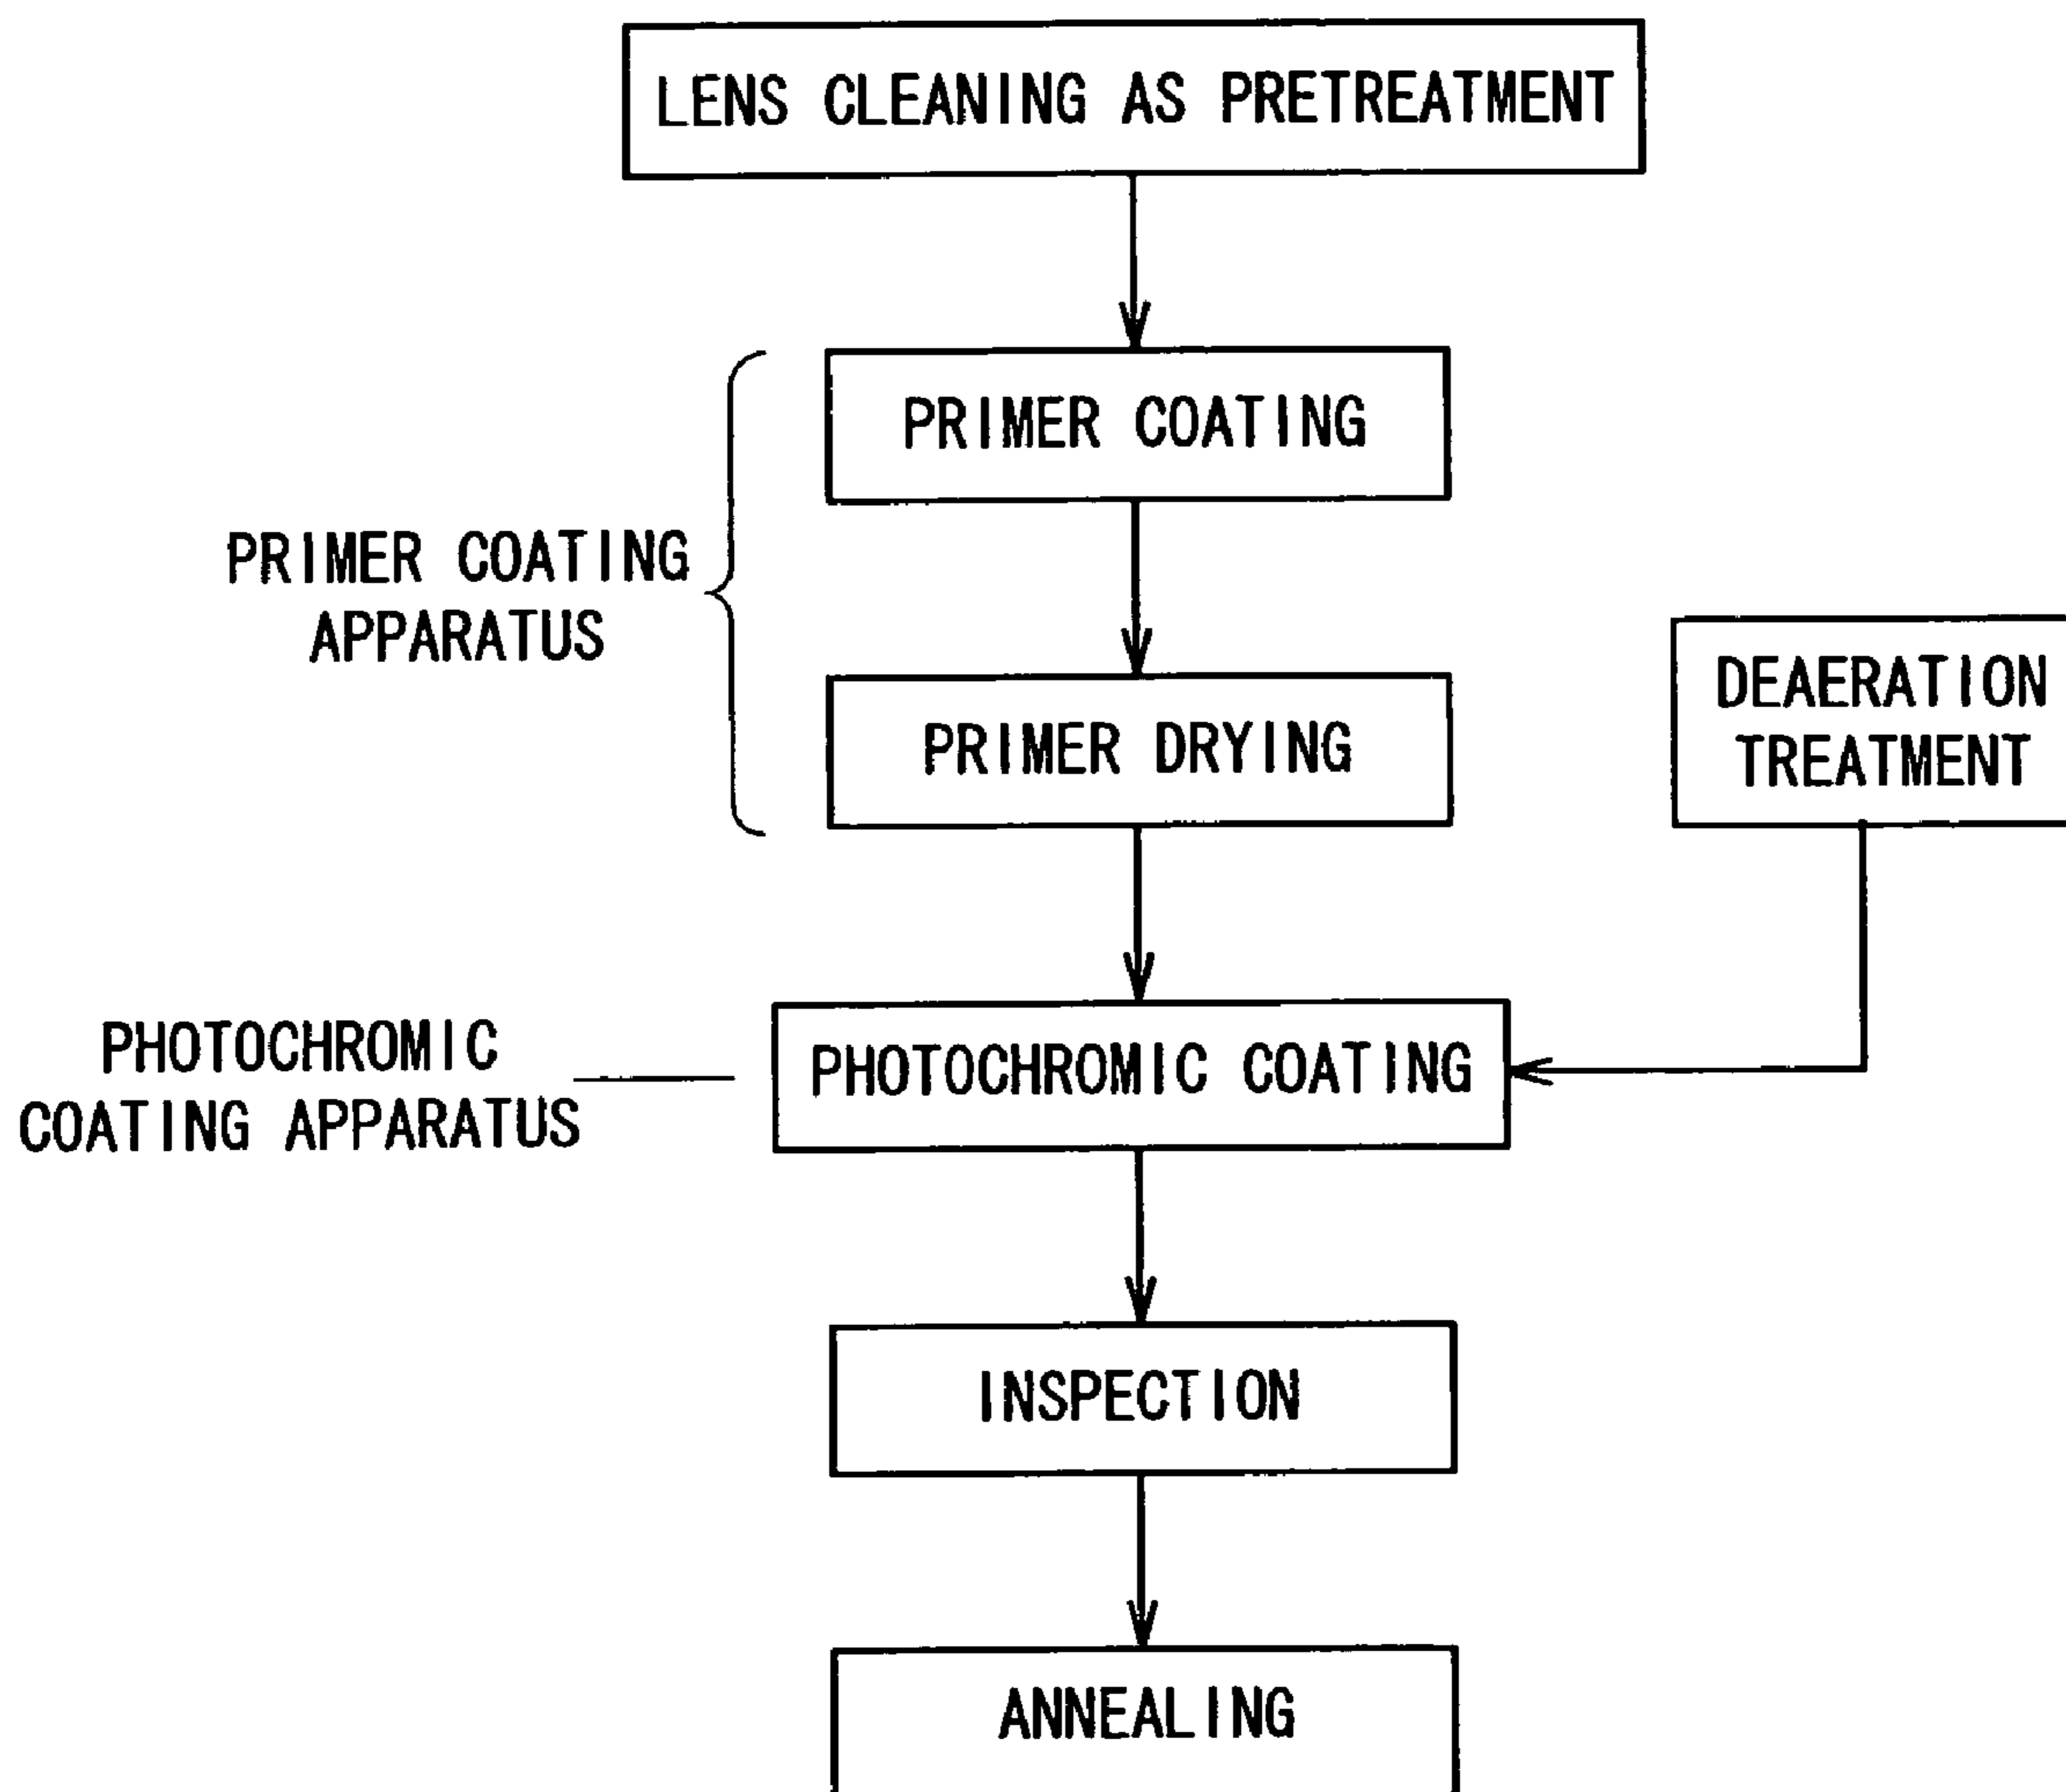 LENS CLEANING AS PRETREATMENT
PRIMER COATING
PRIMER COATING
APPARATUS
PRIMER DRYING
DEAERATION
TREATMENT
PHOTOCHROMIC
COATING APPARATUS
PHOTOCHROMIC COATING
INSPECTION
ANNEALING